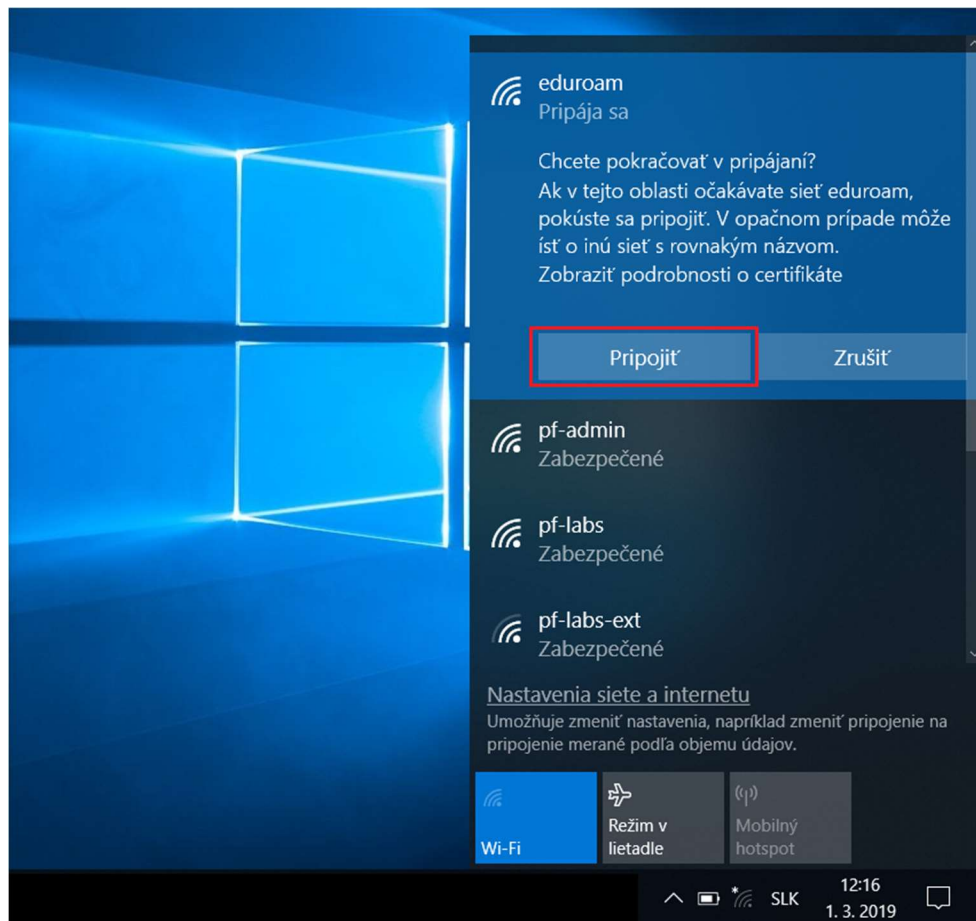 eduroam
Pripája sa
Chcete pokračovať v pripájaní?
Ak v tejto oblasti očakávate sieť eduroam,
pokúste sa pripojiť. V opačnom prípade môže
ísť o inú sieť s rovnakým názvom.
Zobraziť podrobnosti o certifikáte
Pripojiť
Zrušiť
pf-admin
Zabezpečené
pf-labs
Zabezpečené
pf-labs-ext
Zabezpečené
Nastavenia siete a internetu
Umožňuje zmeniť nastavenia, napríklad zmeniť pripojenie na
pripojenie merané podľa objemu údajov.
Wi-Fi
Režim v
lietadle
Mobilný
hotspot
SLK
12:16
1. 3. 2019